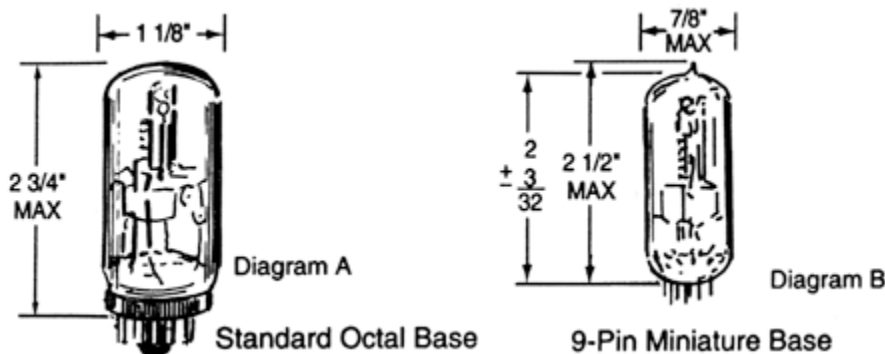 1 1/8"
2 3/4"
MAX
Diagram A
Standard Octal Base
7/8"
MAX
2
± 3
32
2 1/2"
MAX
Diagram B
9-Pin Miniature Base